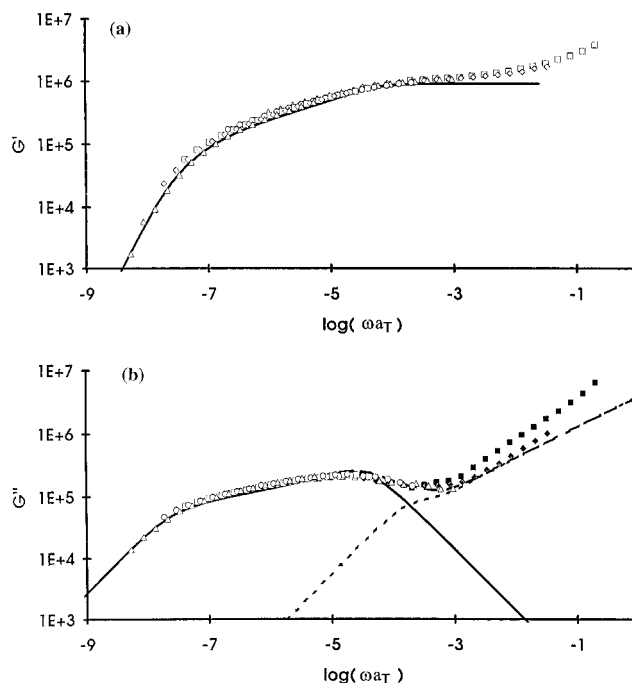 (a)
1E+7
1E+6
1E+5
1E+4
1E+3
G'
-9 -7 -5 -3 -1
log( ωaT )
(b)
1E+7
1E+6
1E+5
1E+4
1E+3
G"
-9 -7 -5 -3 -1
log( ωaT )